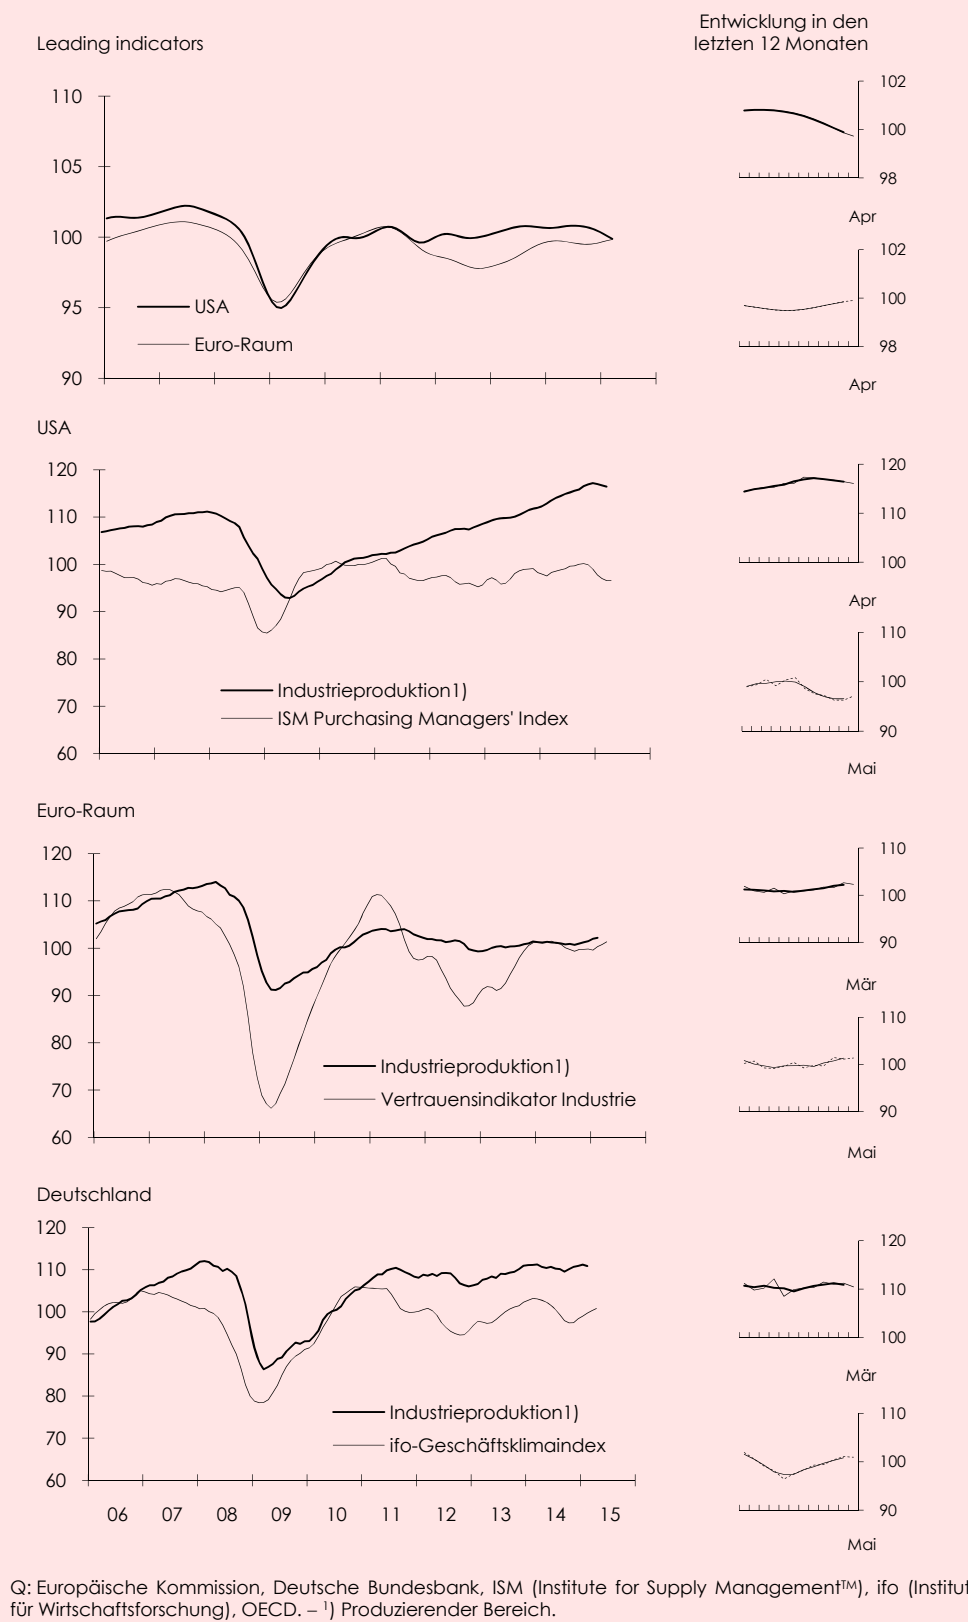 Entwicklung in den
letzten 12 Monaten
Leading indicators
110
105
100
95
90
USA
Euro-Raum
102
100
98
Apr
102
100
98
Apr
USA
120
110
100
90
80
70
60
Industrieproduktion1)
ISM Purchasing Managers' Index
120
110
100
Apr
110
100
90
Mai
Euro-Raum
120
110
100
90
80
70
60
Industrieproduktion1)
Vertrauensindikator Industrie
110
100
90
Mär
110
100
90
Mai
Deutschland
120
110
100
90
80
70
60
Industrieproduktion1)
ifo-Geschäftsklimaindex
06 07 08 09 10 11 12 13 14 15
120
110
100
Mär
110
100
90
Mai
Q: Europäische Kommission, Deutsche Bundesbank, ISM (Institute for Supply Management™), ifo (Institut
für Wirtschaftsforschung), OECD. – ¹) Produzierender Bereich.